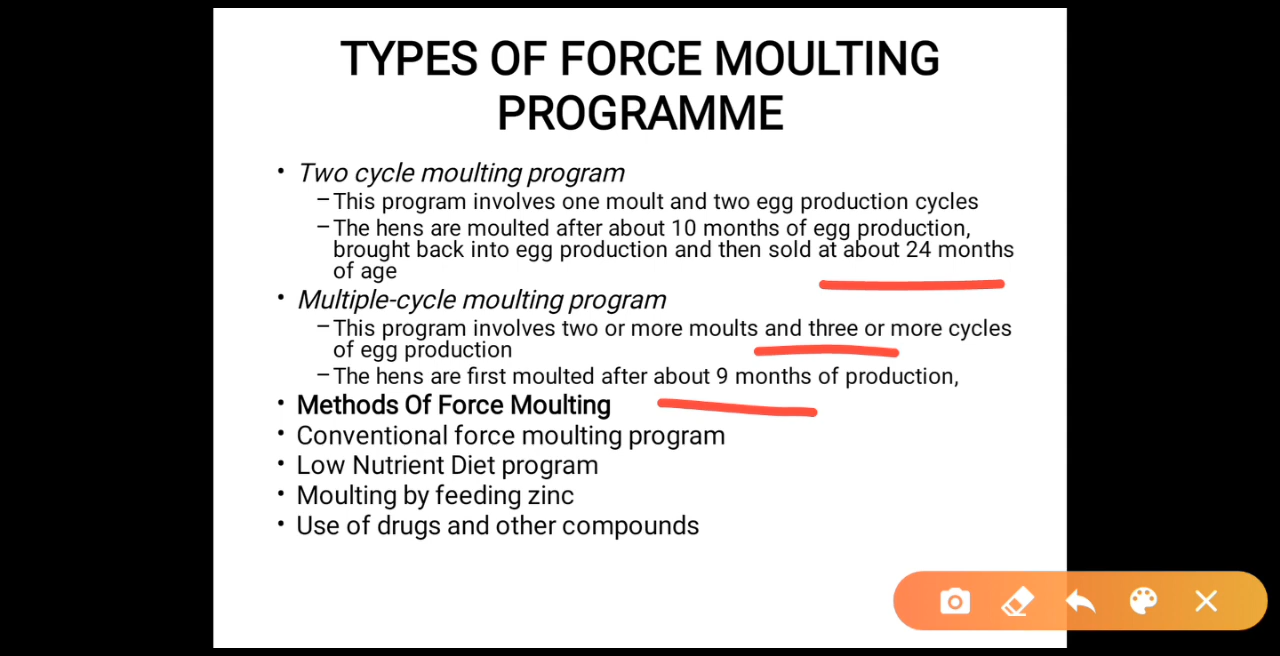 TYPES OF FORCE MOULTING
PROGRAMME
• Two cycle moulting program
– This program involves one moult and two egg production cycles
– The hens are moulted after about 10 months of egg production,
brought back into egg production and then sold at about 24 months
of age
• Multiple-cycle moulting program
– This program involves two or more moults and three or more cycles
of egg production
– The hens are first moulted after about 9 months of production,
• Methods Of Force Moulting
• Conventional force moulting program
• Low Nutrient Diet program
• Moulting by feeding zinc
• Use of drugs and other compounds